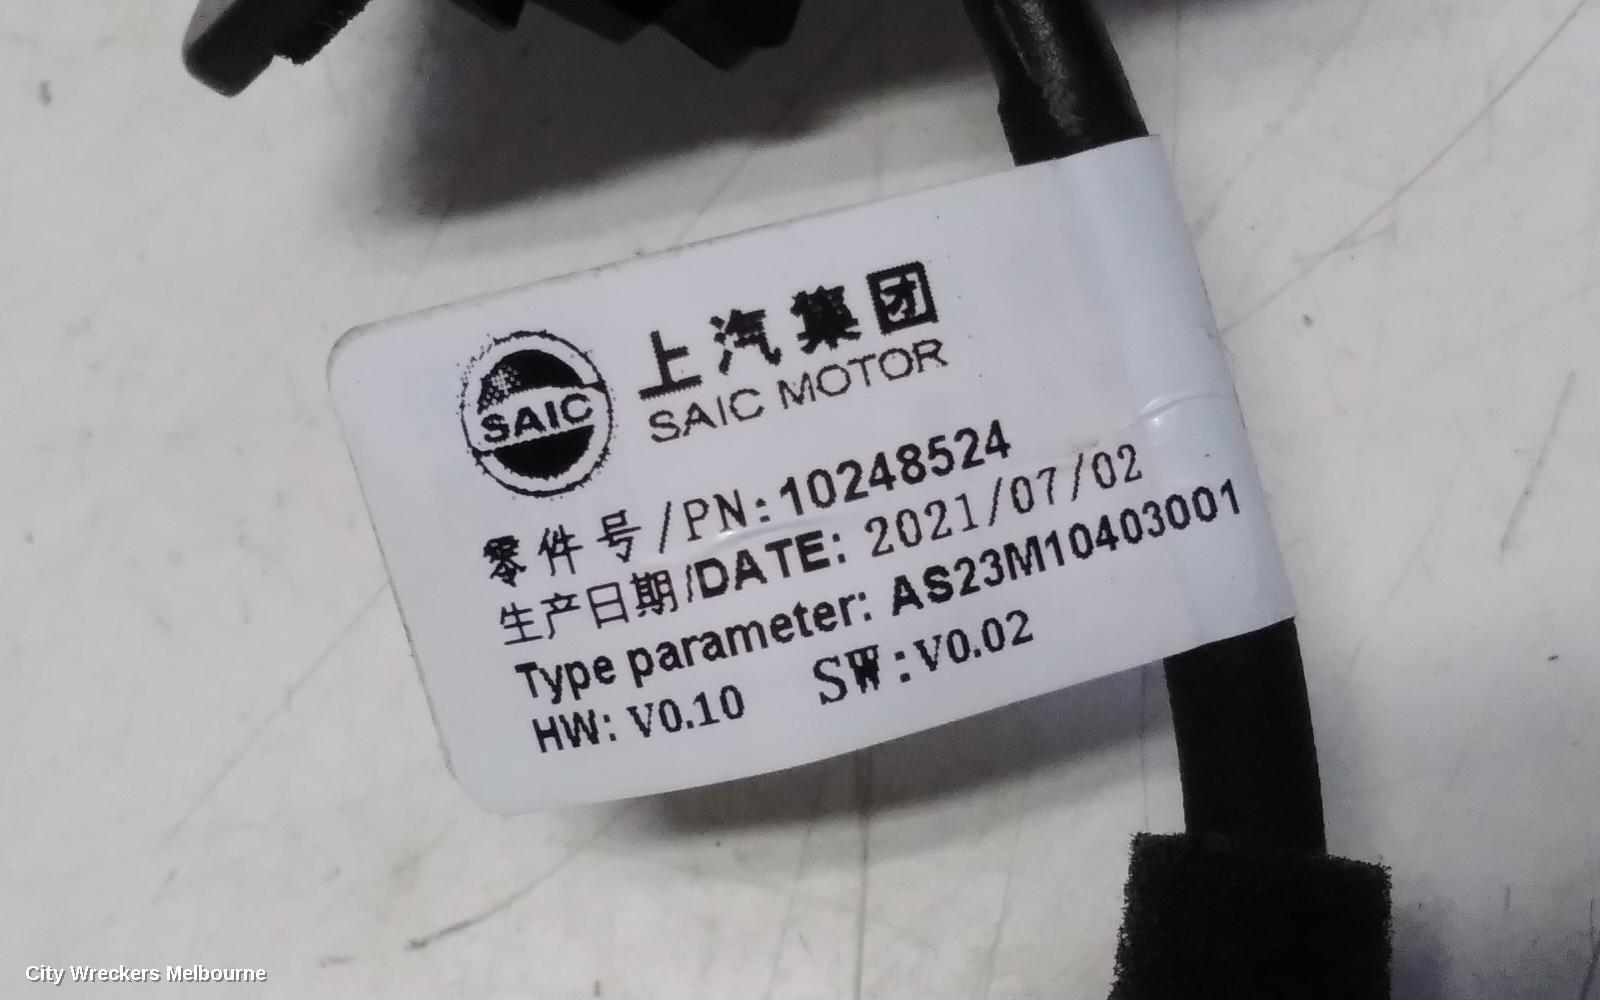 上汽集团
SAIC
SAIC MOTOR
零件号/PN:10248524
生产日期/DATE: 2021/07/02
Type parameter: AS23M10403001
HW: V0.10 SW:V0.02
City Wreckers Melbourne